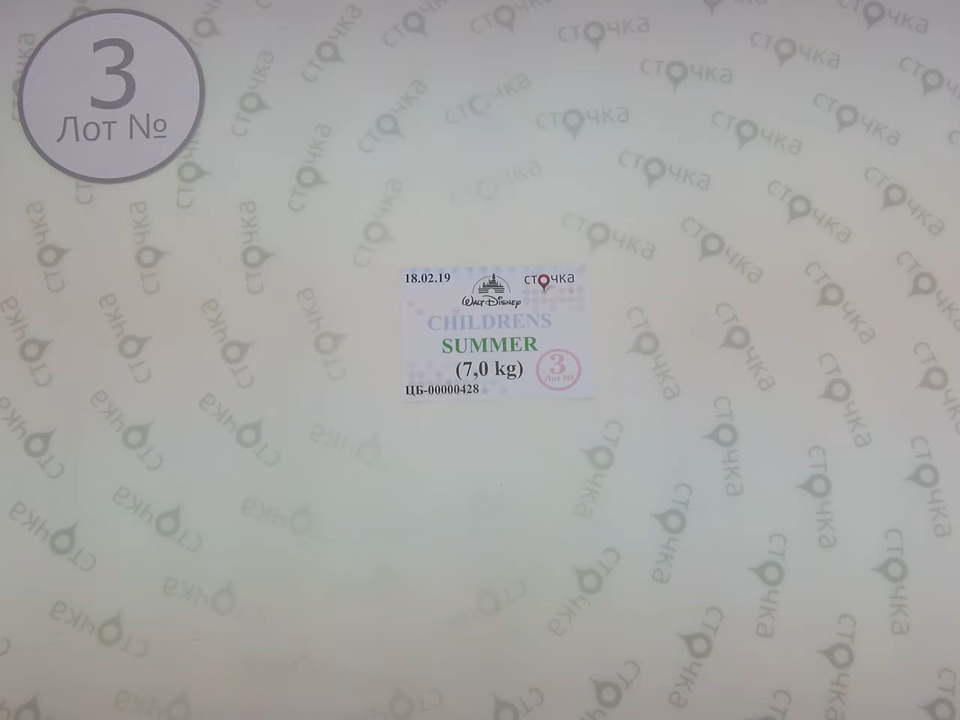 3
Лот №
18.02.19
сточка
Walt Disney
CHILDRENS
SUMMER
(7,0 kg)
3
Лот №
ЦБ-00000428